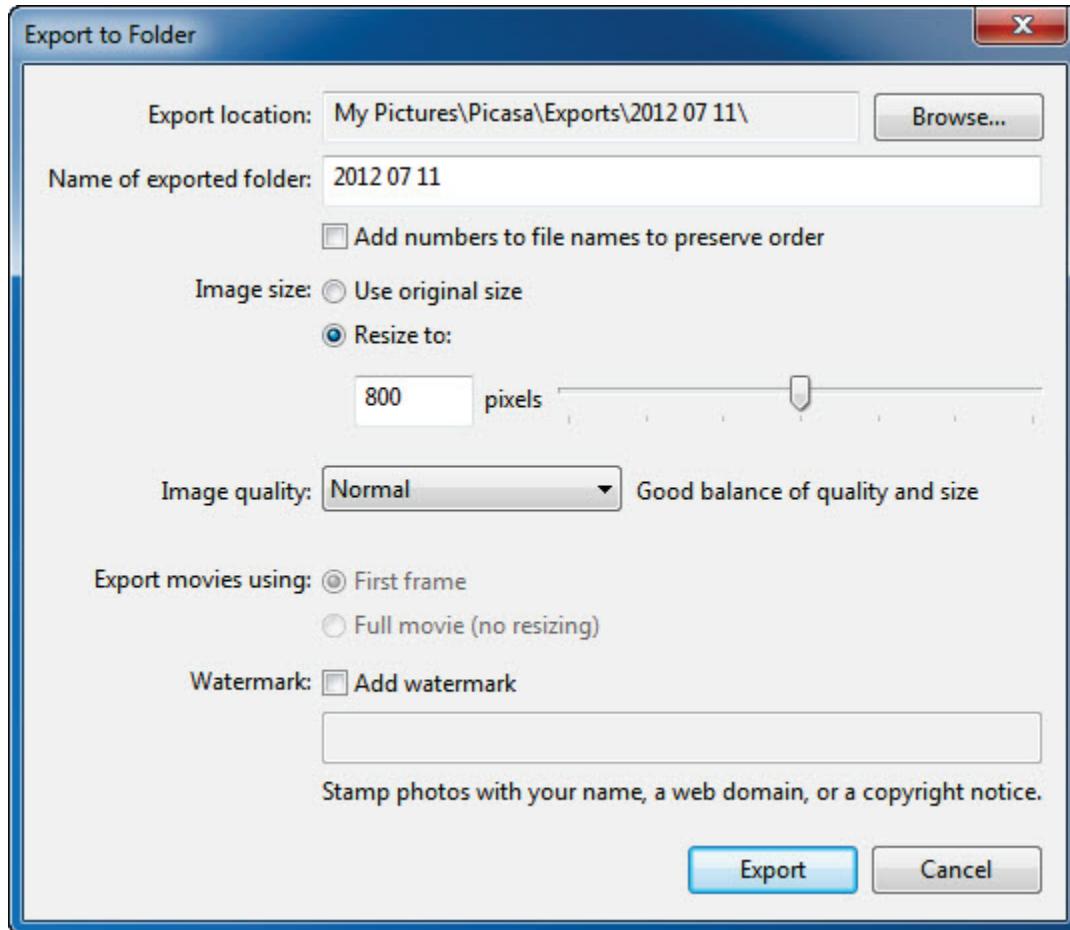 Export to Folder
Export location: My Pictures\Picasa\Exports\2012 07 11\ Browse...
Name of exported folder: 2012 07 11
Add numbers to file names to preserve order
Image size: Use original size
Resize to:
800 pixels
Image quality: Normal Good balance of quality and size
Export movies using: First frame
Full movie (no resizing)
Watermark: Add watermark
Stamp photos with your name, a web domain, or a copyright notice.
Export Cancel